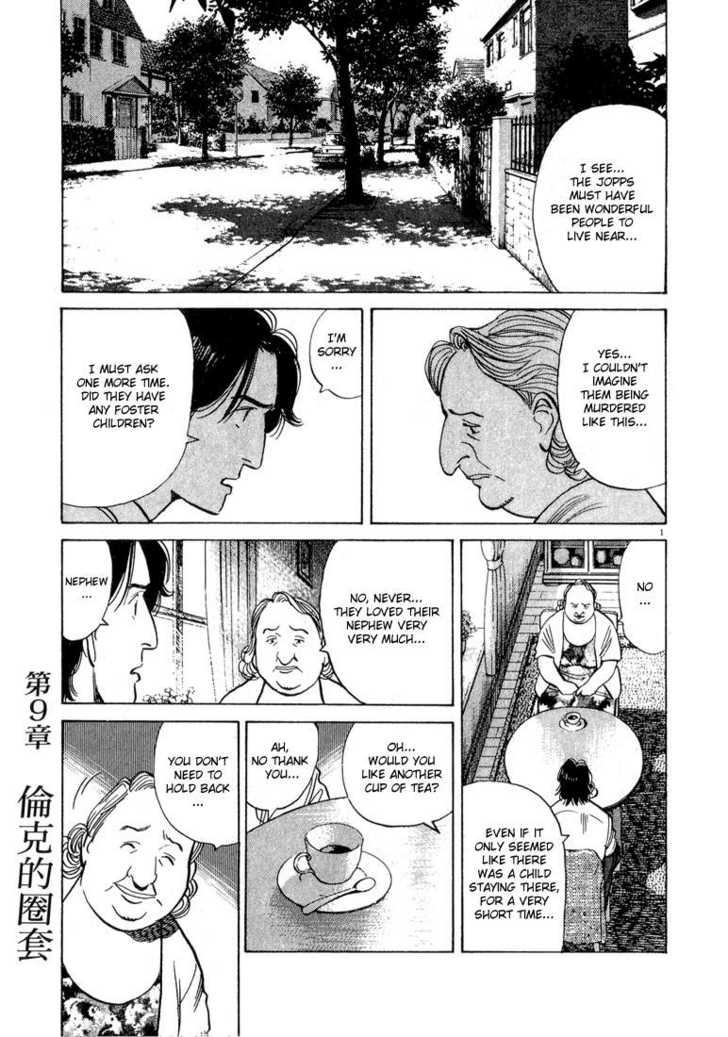 I SEE...
THE JOPPS
MUST HAVE
BEEN WONDERFUL
PEOPLE TO
LIVE NEAR...
YES...
I COULDN'T
IMAGINE
THEM BEING
MURDERED
LIKE THIS...
I'M
SORRY
...
I MUST ASK
ONE MORE TIME.
DID THEY HAVE
ANY FOSTER
CHILDREN?
1
NO
...
EVEN IF IT
ONLY SEEMED
LIKE THERE
WAS A CHILD
STAYING THERE,
FOR A VERY
SHORT TIME...
NO, NEVER...
THEY LOVED THEIR
NEPHEW VERY
VERY MUCH...
NEPHEW
...
OH...
WOULD YOU
LIKE ANOTHER
CUP OF TEA?
AH,
NO THANK
YOU...
YOU DON'T
NEED TO
HOLD BACK
...
第9章 倫克的圈套